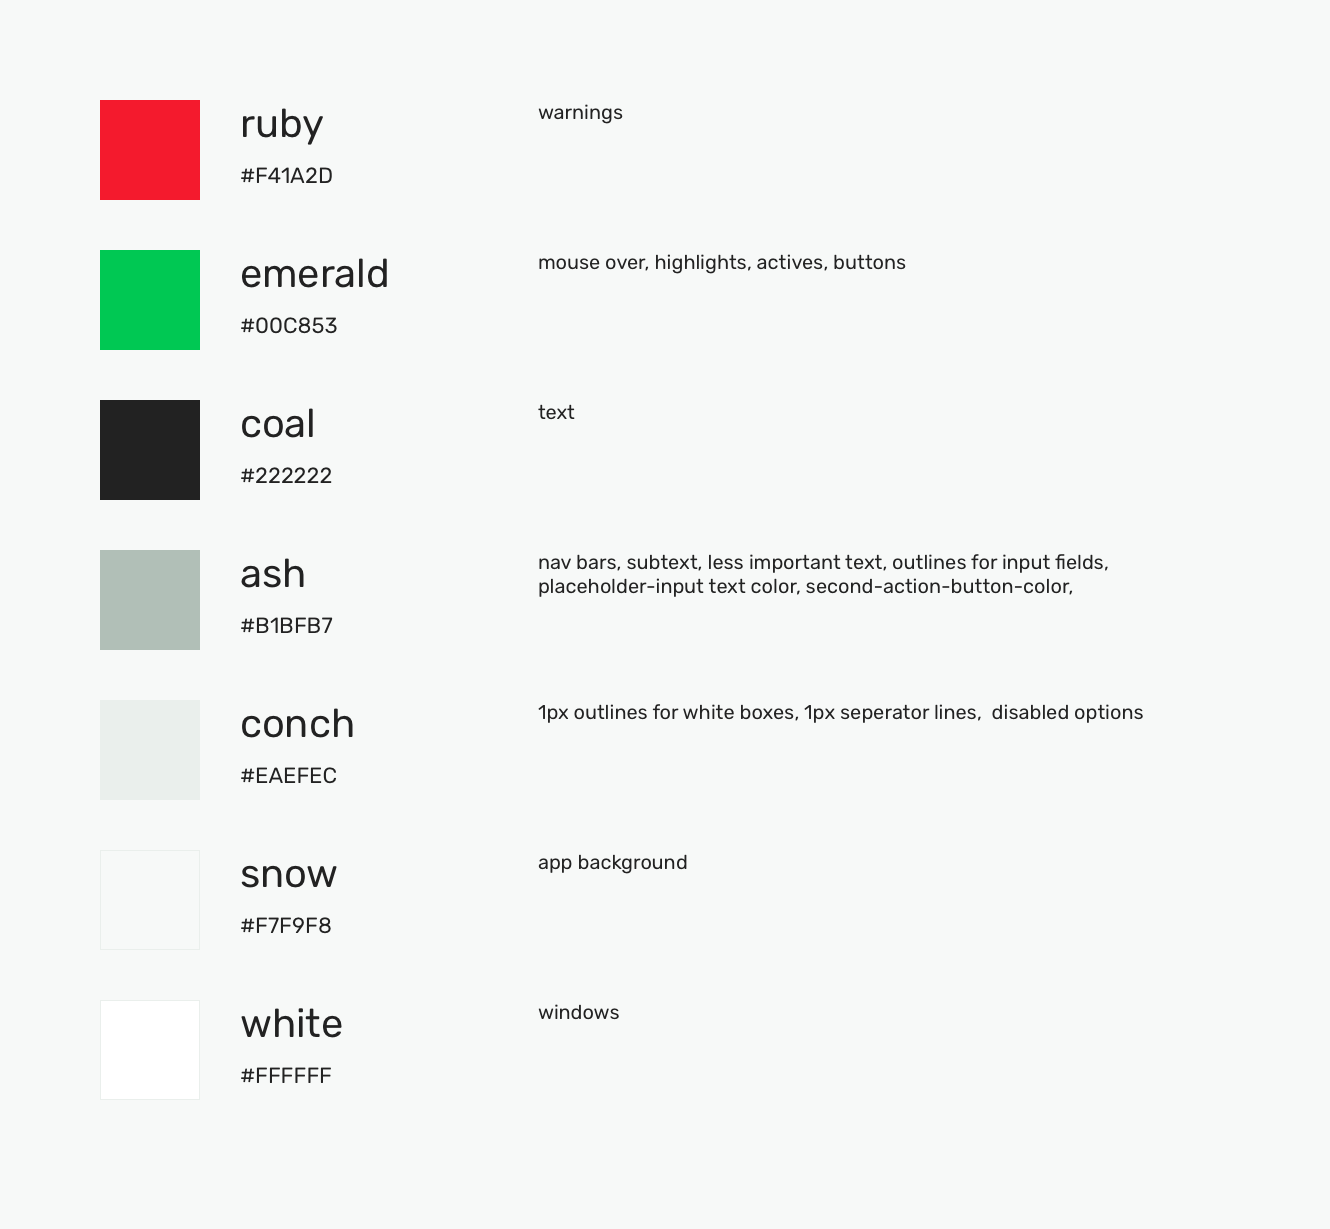 ruby
warnings
#F41A2D
emerald
mouse over, highlights, actives, buttons
#00C853
coal
text
#222222
ash
nav bars, subtext, less important text, outlines for input fields,
placeholder-input text color, second-action-button-color,
#B1BFB7
conch
1px outlines for white boxes, 1px seperator lines,  disabled options
#EAEFEC
snow
app background
#F7F9F8
white
windows
#FFFFFF